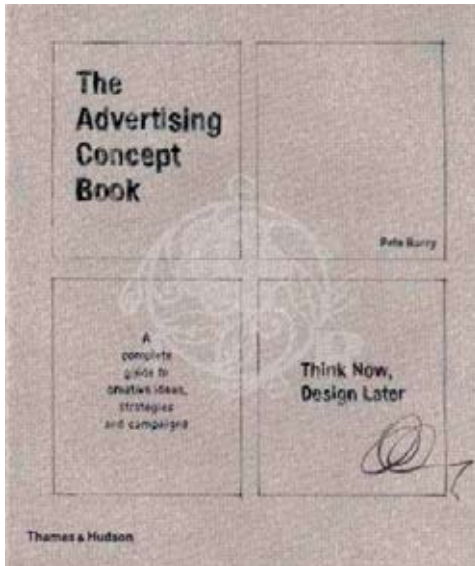 The
Advertising
Concept
Book
Pete Barry
A
complete
guide to
creative ideas,
strategies
and campaigns
Think Now,
Design Later
Thames & Hudson